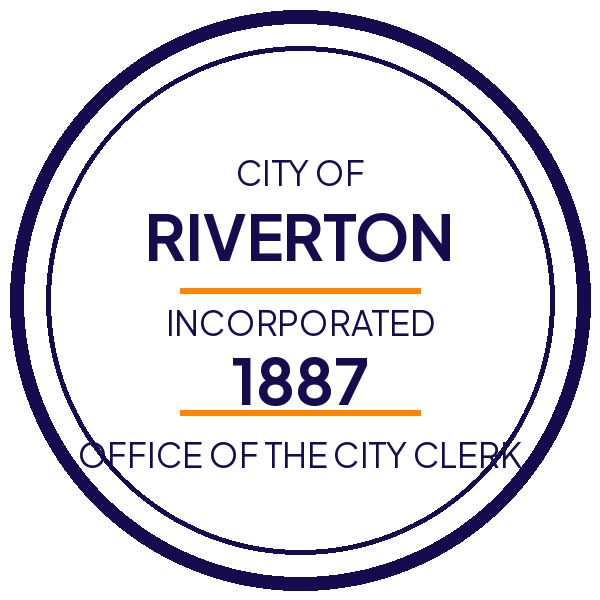 CITY OF
RIVERTON
INCORPORATED
1887
OFFICE OF THE CITY CLERK